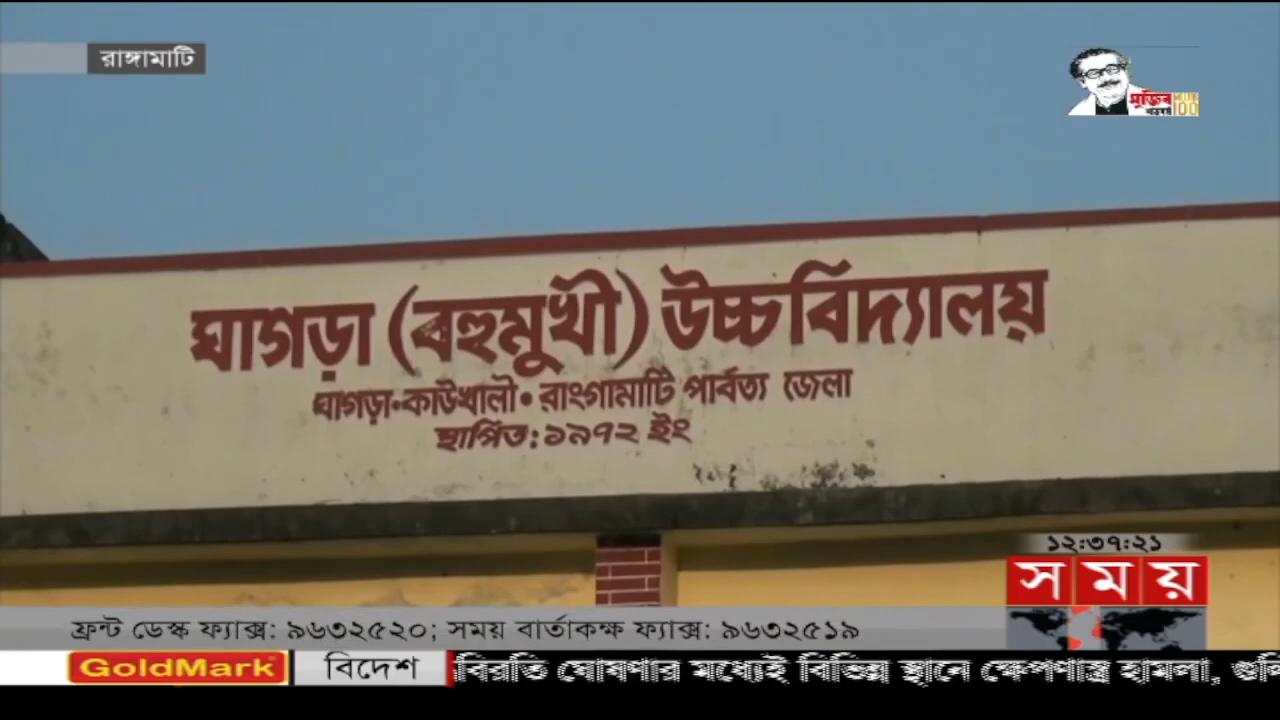 রাঙ্গামাটি
মুজিব
100
ঘাগড়া (বহুমুখী) উচ্চ বিদ্যালয়
ঘাগড়া•কাউখালী•রাংগামাটি পার্বত্য জেলা
স্থাপিত:১৯৭২ ইং
১২:৩৭:২১
সময়
ফ্রন্ট ডেস্ক ফ্যাক্স: ৯৬৩২৫২০; সময় বার্তাকক্ষ ফ্যাক্স: ৯৬৩২৫১৯
GoldMark বিদেশ বিরতি ঘোষণার মধ্যেই বিভিন্ন স্থানে ক্ষেপণাস্ত্র হামলা,